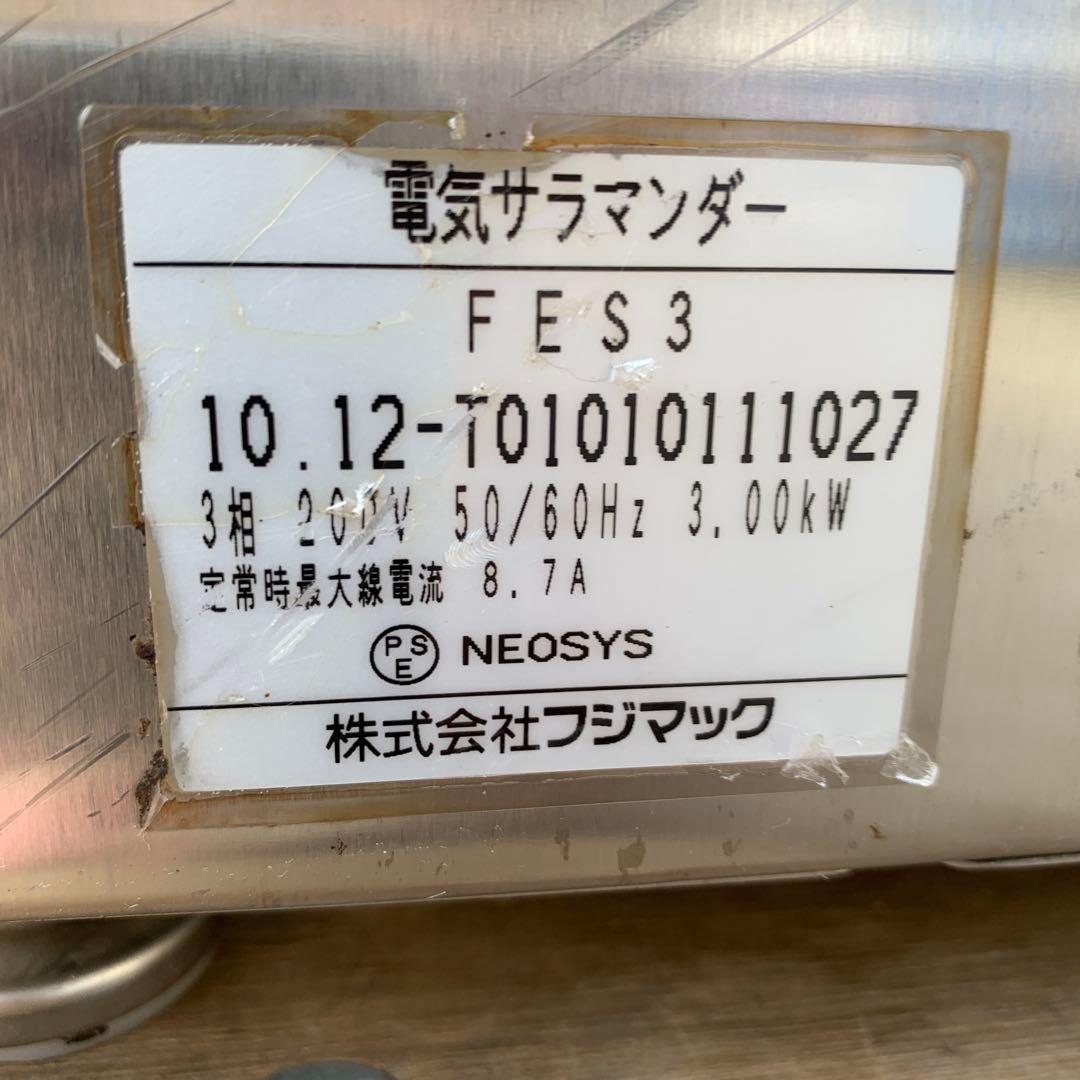 電気サラマンダー
FES3
10.12-T01010111027
3相 200V 50/60Hz 3.00kW
定常時最大線電流 8.7A
PSE NEOSYS
株式会社フジマック